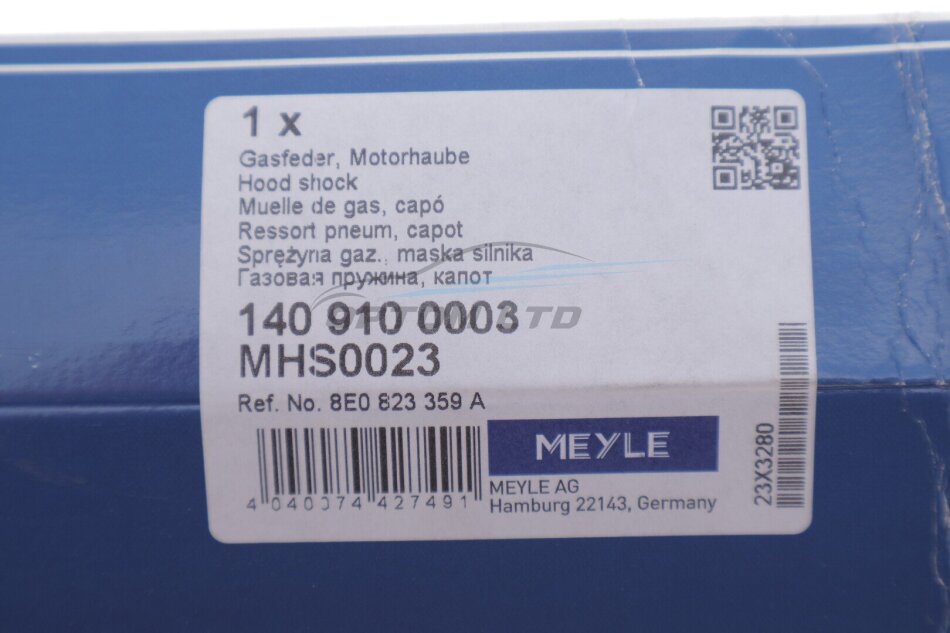 1 x
Gasfeder, Motorhaube
Hood shock
Muelle de gas, capó
Ressort pneum, capot
Sprężyna gaz., maska silnika
Газовая пружина, капот
140 910 0003
OPTOM LTD
MHS0023
Ref. No. 8E0 823 359 A
MEYLE
MEYLE AG
Hamburg 22143, Germany
4 040074 427491
23X3280